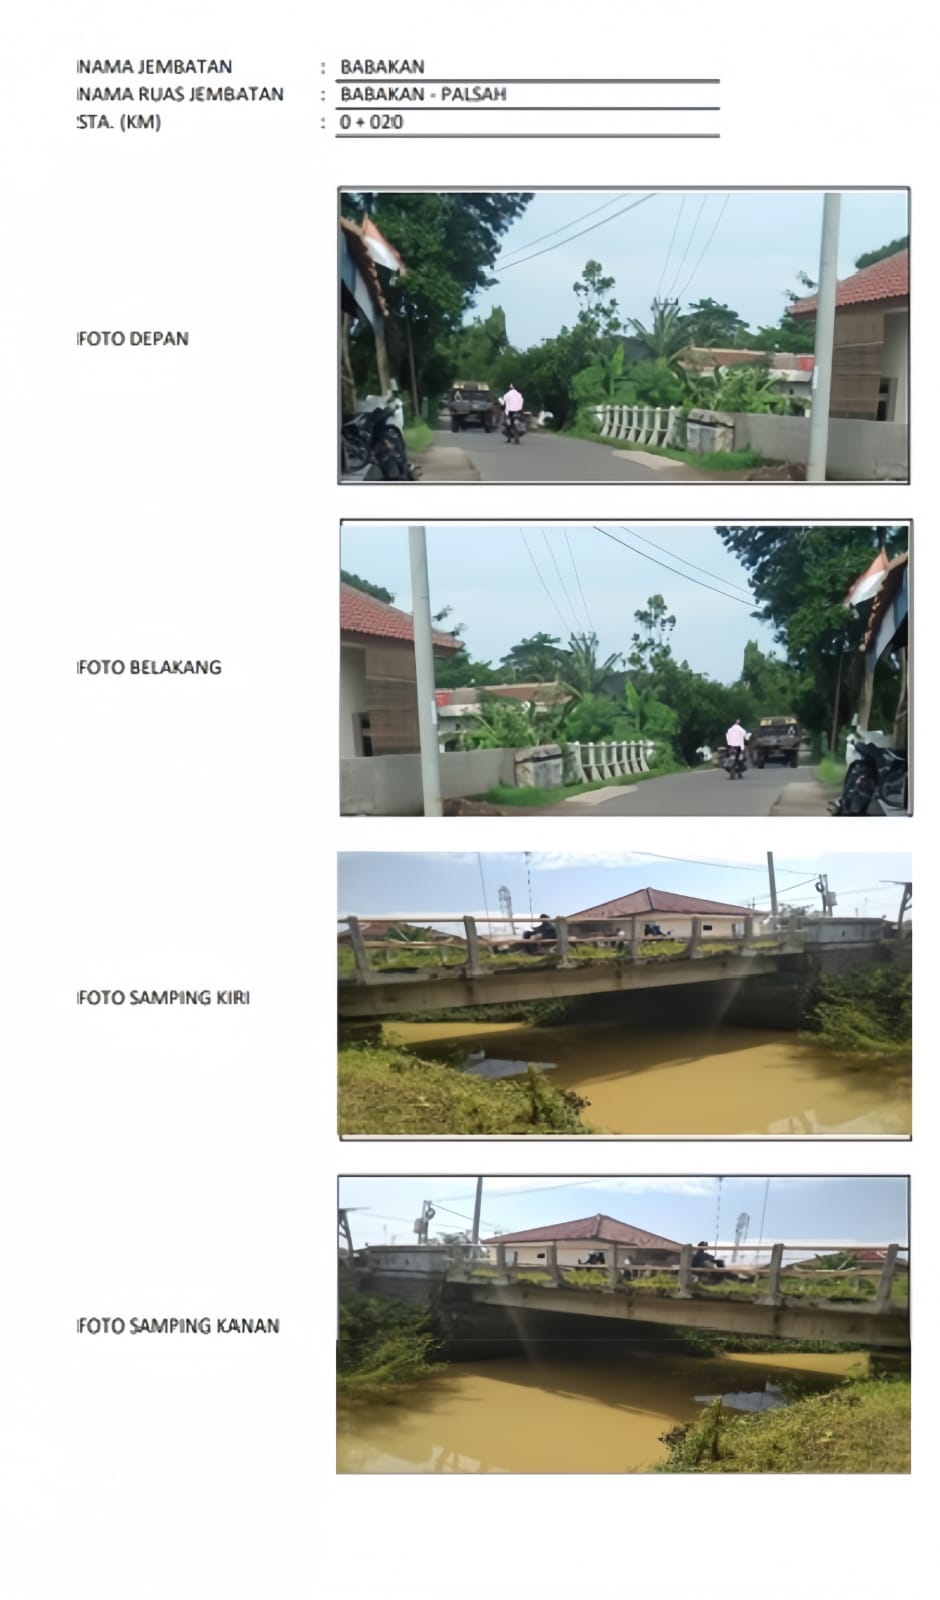 NAMA JEMBATAN : BABAKAN
NAMA RUAS JEMBATAN : BABAKAN - PALSAH
STA. (KM) : 0 + 020
FOTO DEPAN
FOTO BELAKANG
FOTO SAMPING KIRI
FOTO SAMPING KANAN